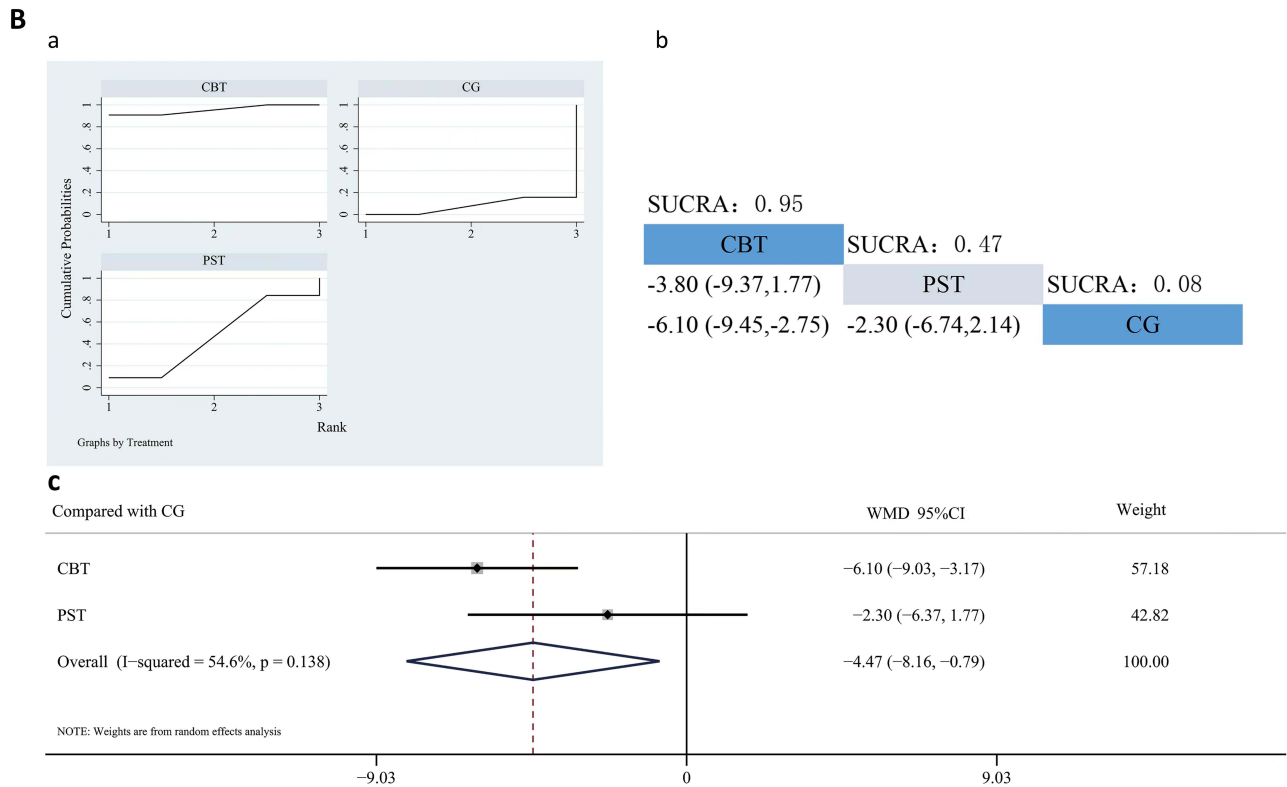 B
a
b
CBT
CG
PST
Cumulative Probabilities
0 .2 .4 .6 .8 1
1 2 3
0 .2 .4 .6 .8 1
1 2 3
0 .2 .4 .6 .8 1
1 2 3
Rank
Graphs by Treatment
SUCRA： 0.95
CBT SUCRA： 0.47
-3.80 (-9.37,1.77) PST SUCRA： 0.08
-6.10 (-9.45,-2.75) -2.30 (-6.74,2.14) CG
c
Compared with CG WMD 95%CI Weight
CBT −6.10 (−9.03, −3.17) 57.18
PST −2.30 (−6.37, 1.77) 42.82
Overall (I−squared = 54.6%, p = 0.138) −4.47 (−8.16, −0.79) 100.00
NOTE: Weights are from random effects analysis
−9.03 0 9.03